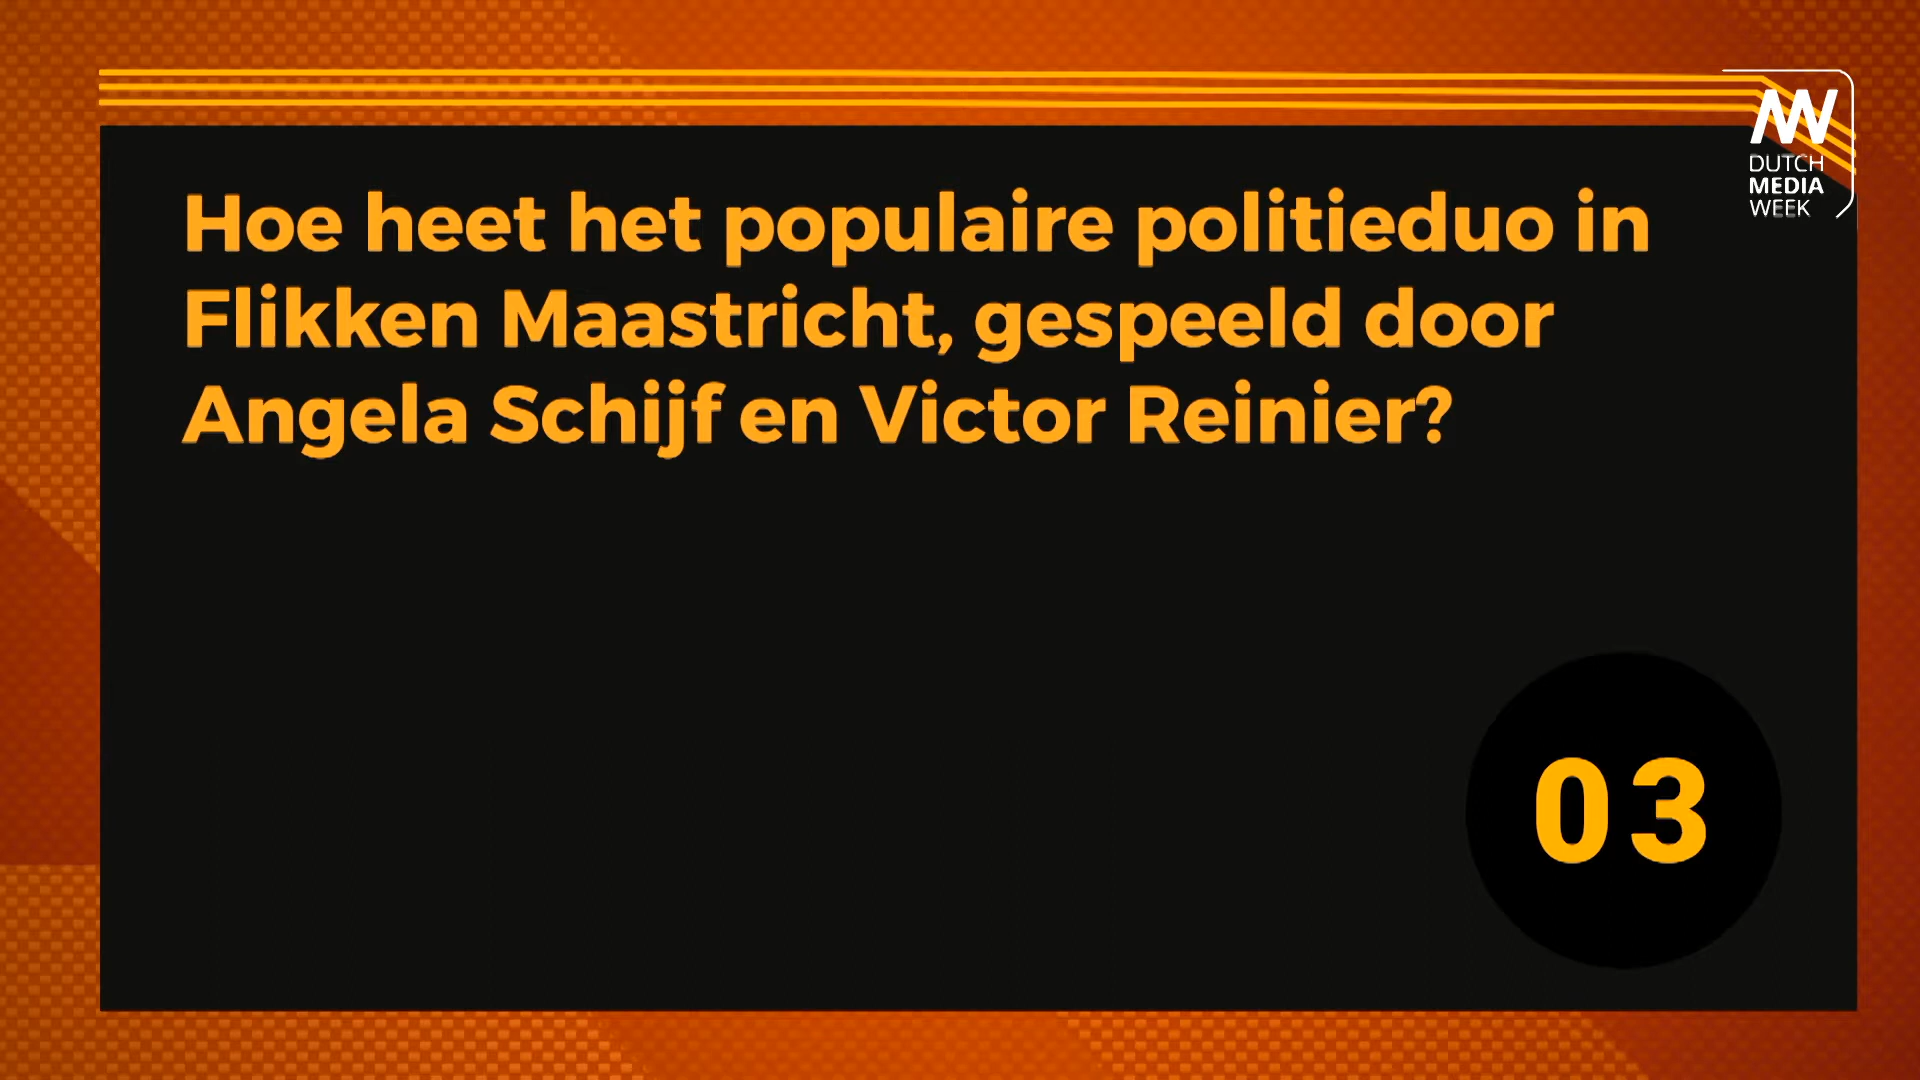 DUTCH
MEDIA
WEEK
Hoe heet het populaire politieduo in
Flikken Maastricht, gespeeld door
Angela Schijf en Victor Reinier?
03